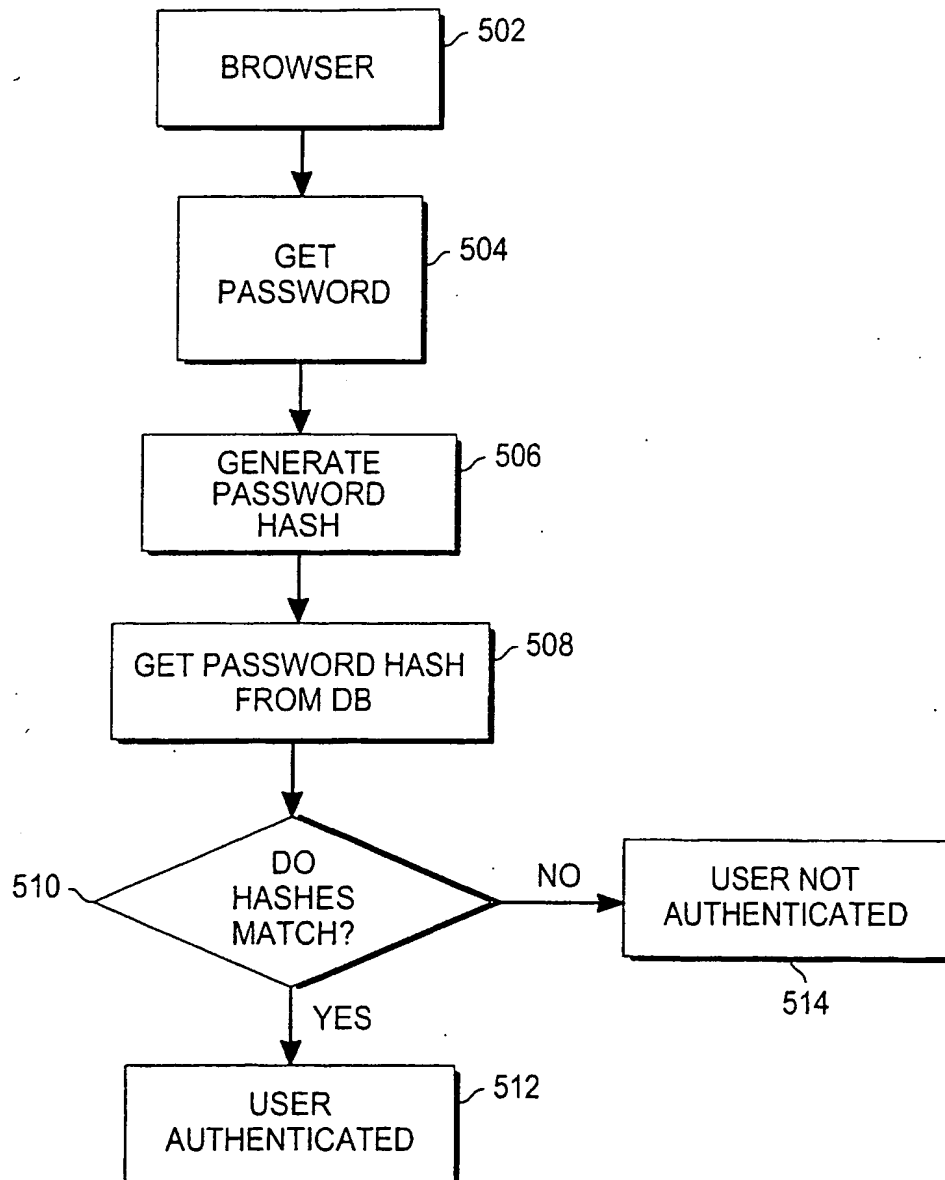 BROWSER
502
GET
PASSWORD
504
GENERATE
PASSWORD
HASH
506
GET PASSWORD HASH
FROM DB
508
510
DO
HASHES
MATCH?
NO
USER NOT
AUTHENTICATED
514
YES
USER
AUTHENTICATED
512